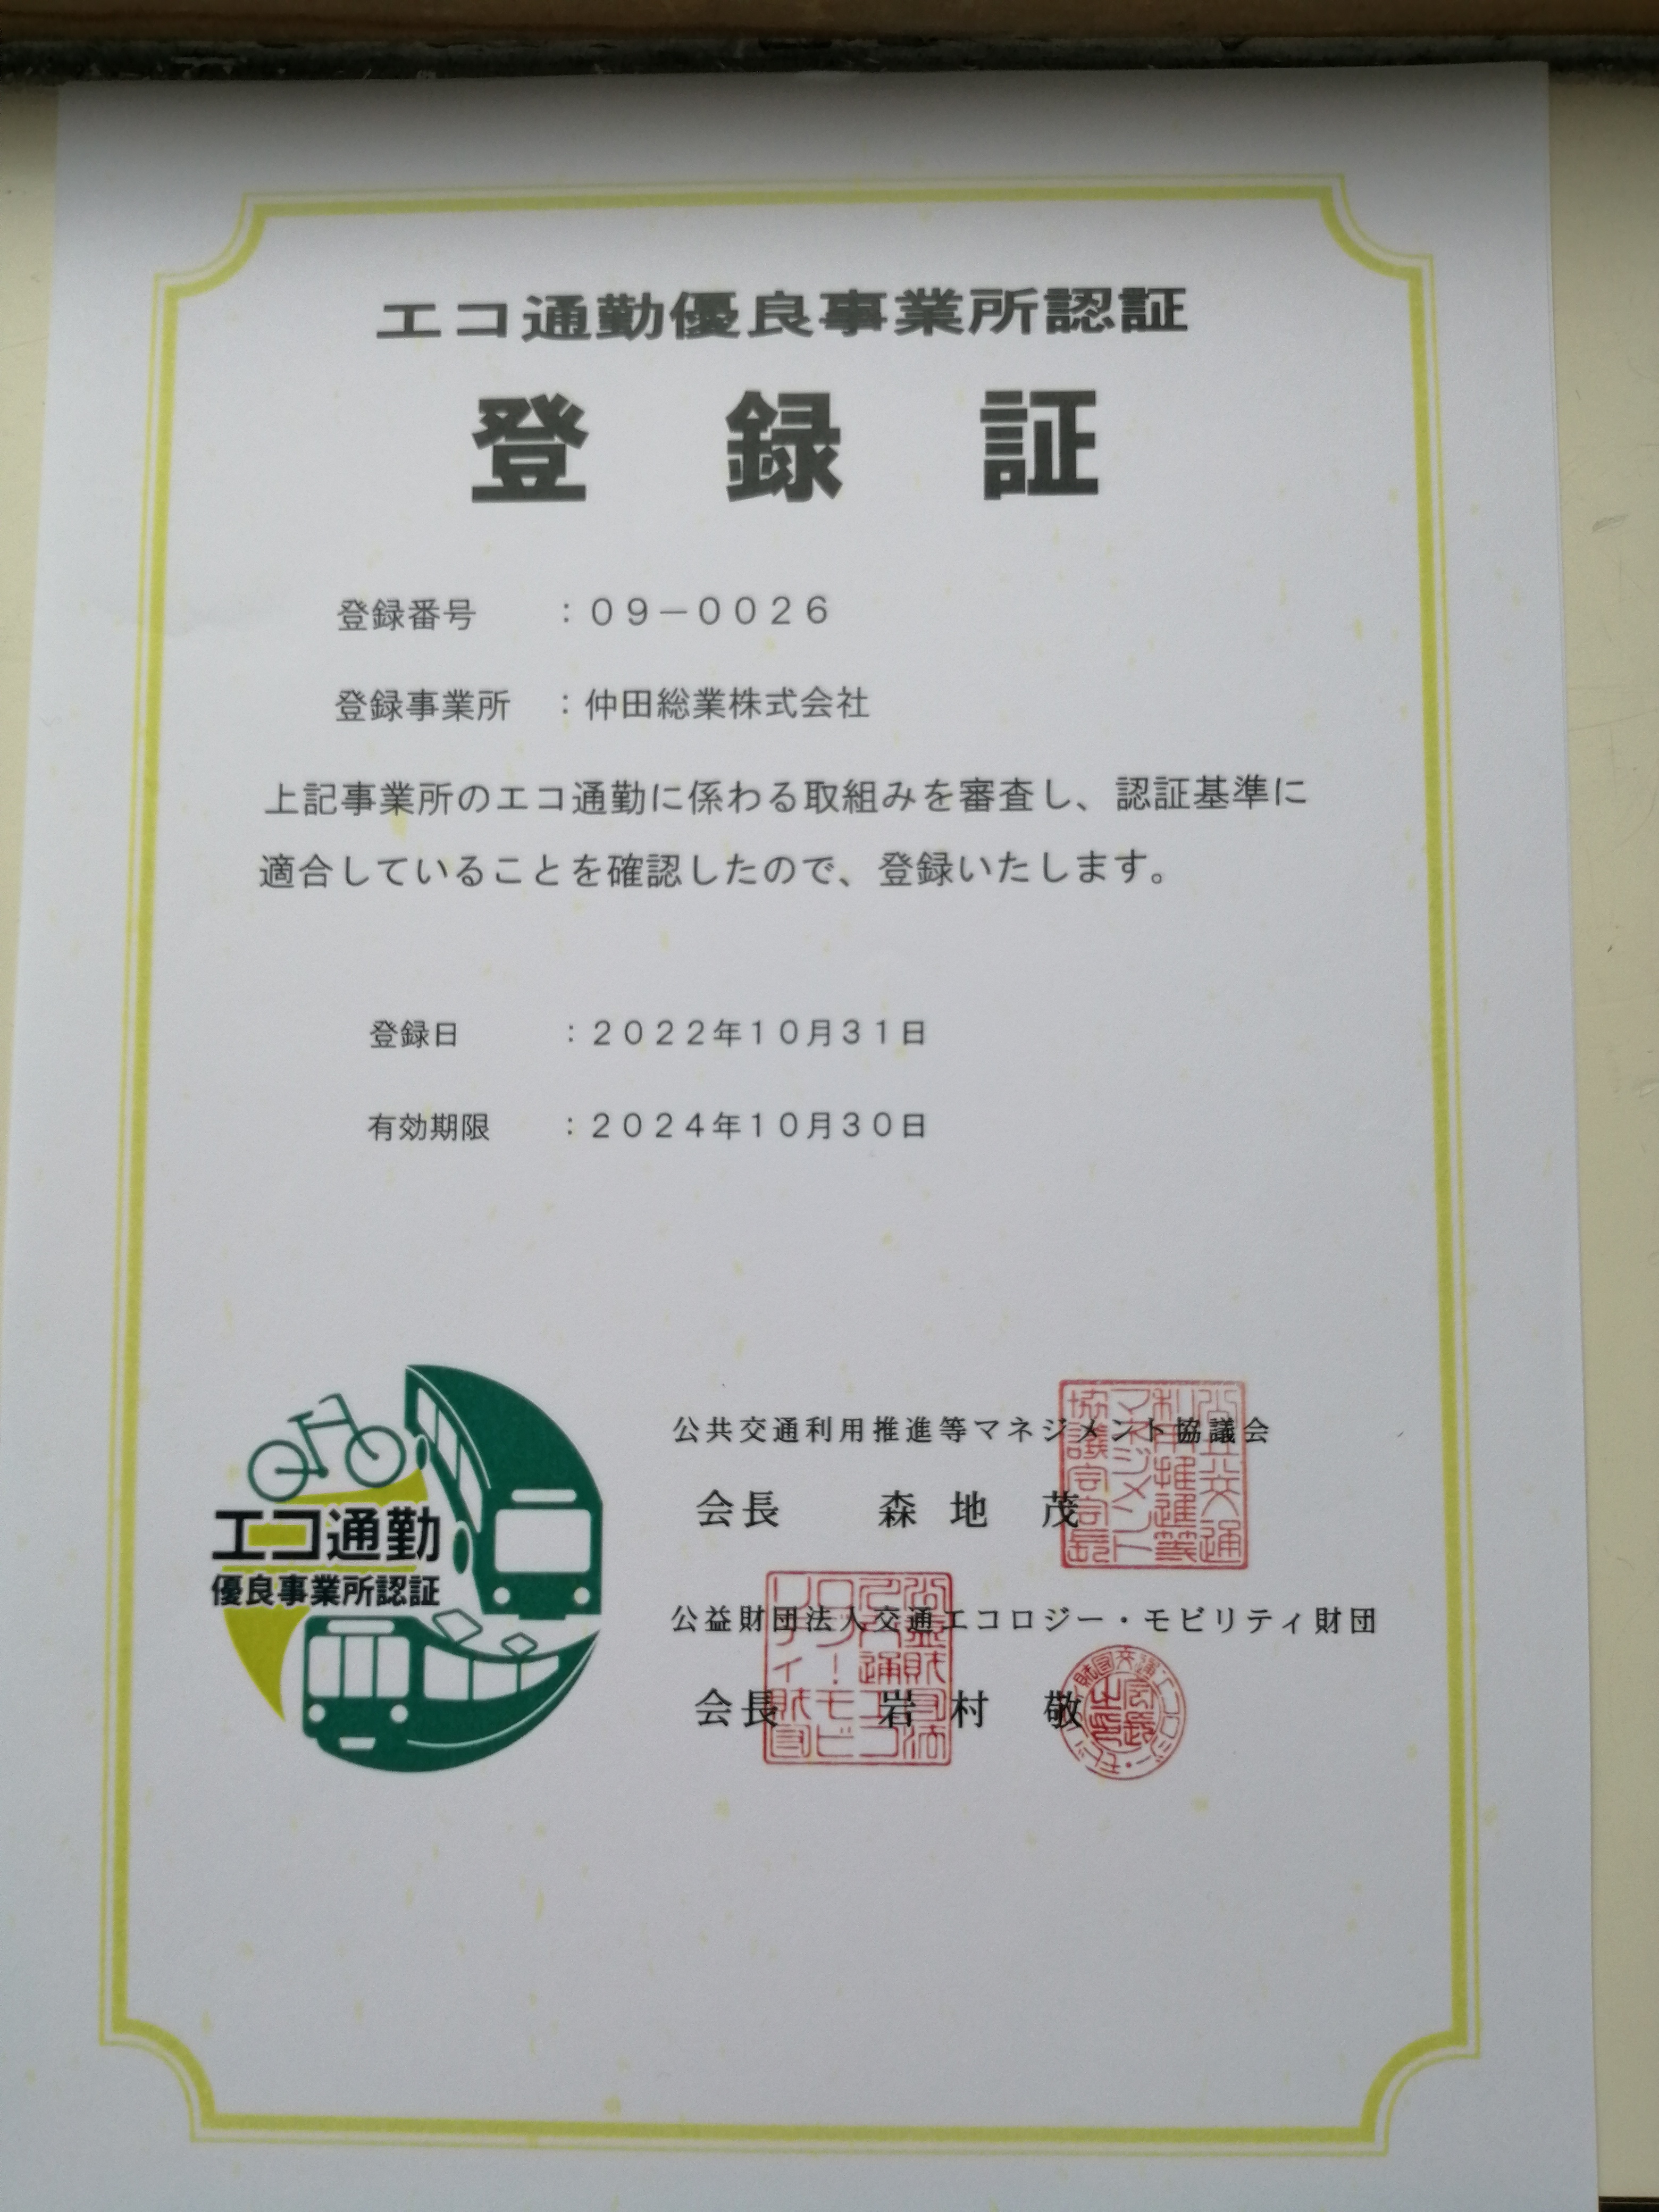 エコ通勤優良事業所認証
登録証
登録番号　：０９－００２６
登録事業所　：仲田総業株式会社
上記事業所のエコ通勤に係わる取組みを審査し、認証基準に
適合していることを確認したので、登録いたします。
登録日　：２０２２年１０月３１日
有効期限　：２０２４年１０月３０日
エコ通勤
優良事業所認証
公共交通利用推進等マネジメント協議会
会長　森地　茂
公益財団法人交通エコロジー・モビリティ財団
会長　岩村　敬